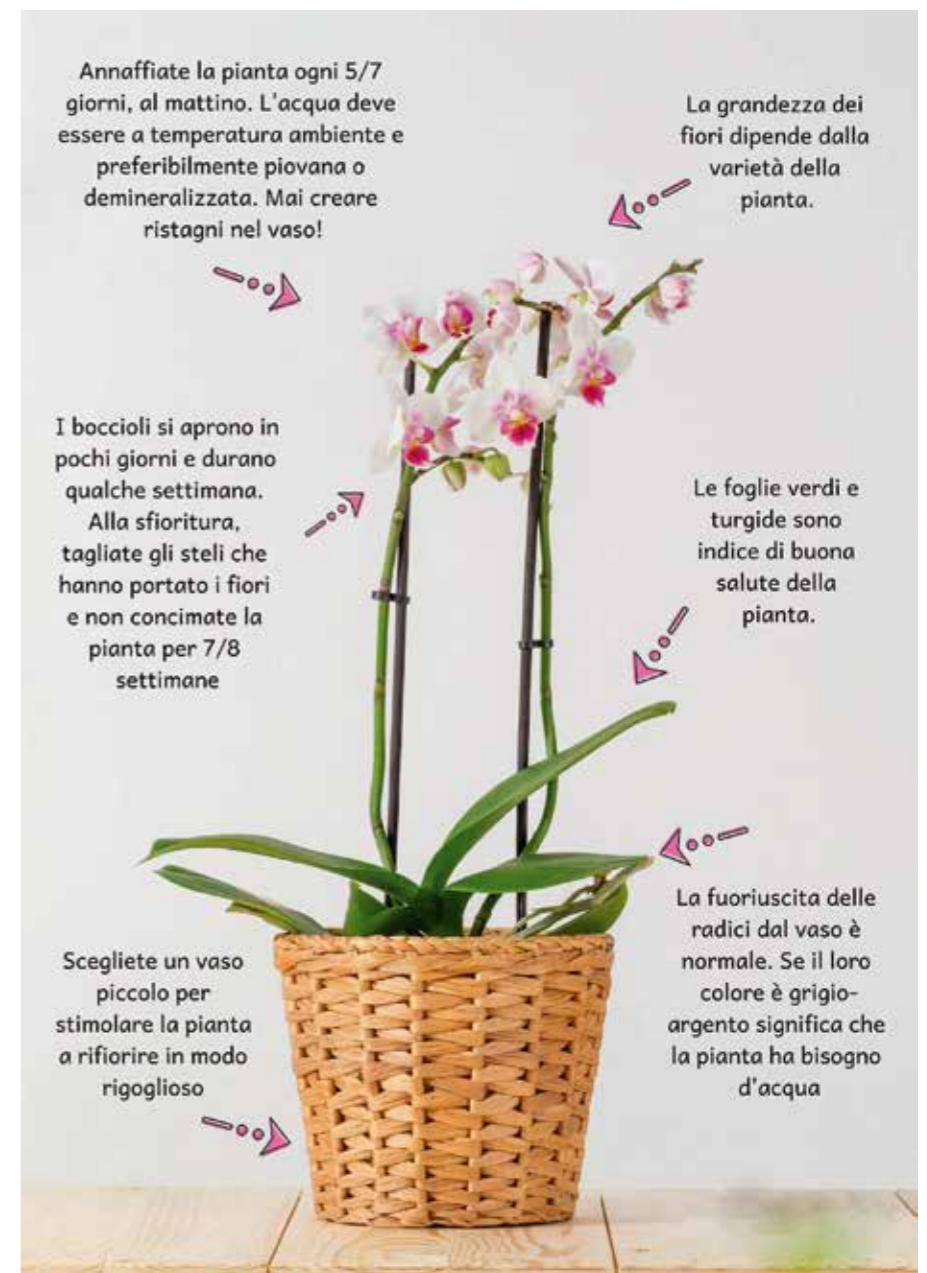 Annaffiate la pianta ogni 5/7
giorni, al mattino. L'acqua deve
essere a temperatura ambiente e
preferibilmente piovana o
demineralizzata. Mai creare
ristagni nel vaso!
La grandezza dei
fiori dipende dalla
varietà della
pianta.
I boccioli si aprono in
pochi giorni e durano
qualche settimana.
Alla sfioritura,
tagliate gli steli che
hanno portato i fiori
e non concimate la
pianta per 7/8
settimane
Le foglie verdi e
turgide sono
indice di buona
salute della
pianta.
Scegliete un vaso
piccolo per
stimolare la pianta
a rifiorire in modo
rigoglioso
La fuoriuscita delle
radici dal vaso è
normale. Se il loro
colore è grigio-
argento significa che
la pianta ha bisogno
d'acqua